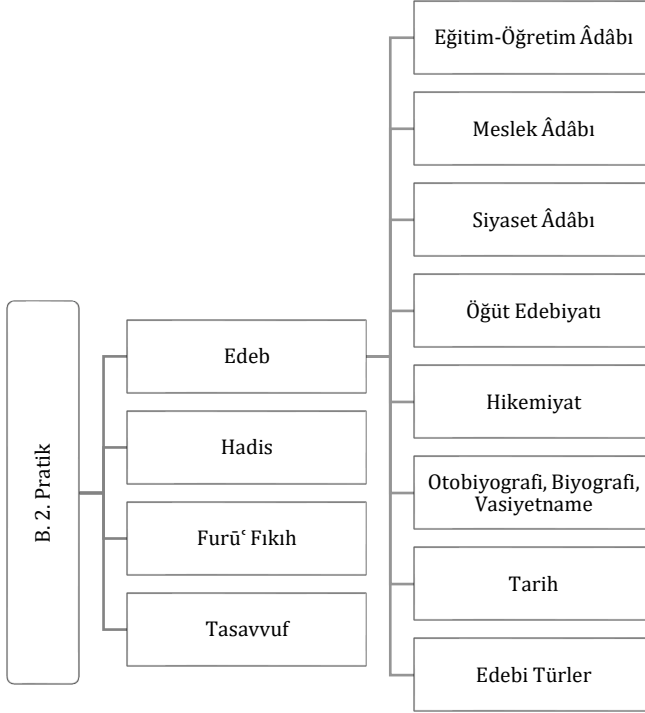 B. 2. Pratik
Edeb
Hadis
Furūʿ Fıkıh
Tasavvuf
Eğitim-Öğretim Âdâbı
Meslek Âdâbı
Siyaset Âdâbı
Öğüt Edebiyatı
Hikemiyat
Otobiyografi, Biyografi,
Vasiyetname
Tarih
Edebi Türler